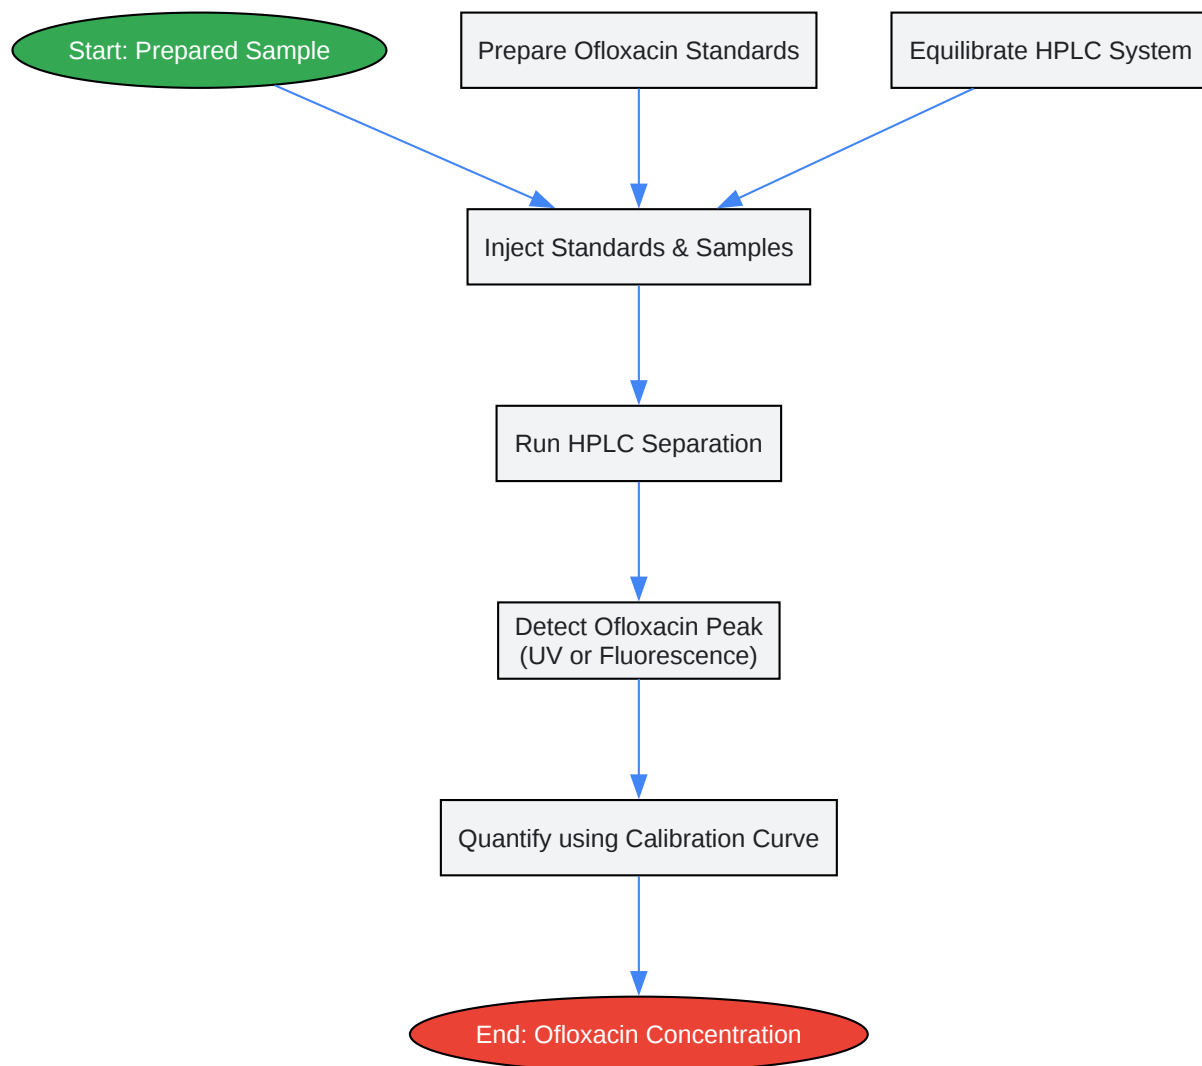 Start: Prepared Sample
Prepare Ofloxacin Standards
Equilibrate HPLC System
Inject Standards & Samples
Run HPLC Separation
Detect Ofloxacin Peak
(UV or Fluorescence)
Quantify using Calibration Curve
End: Ofloxacin Concentration